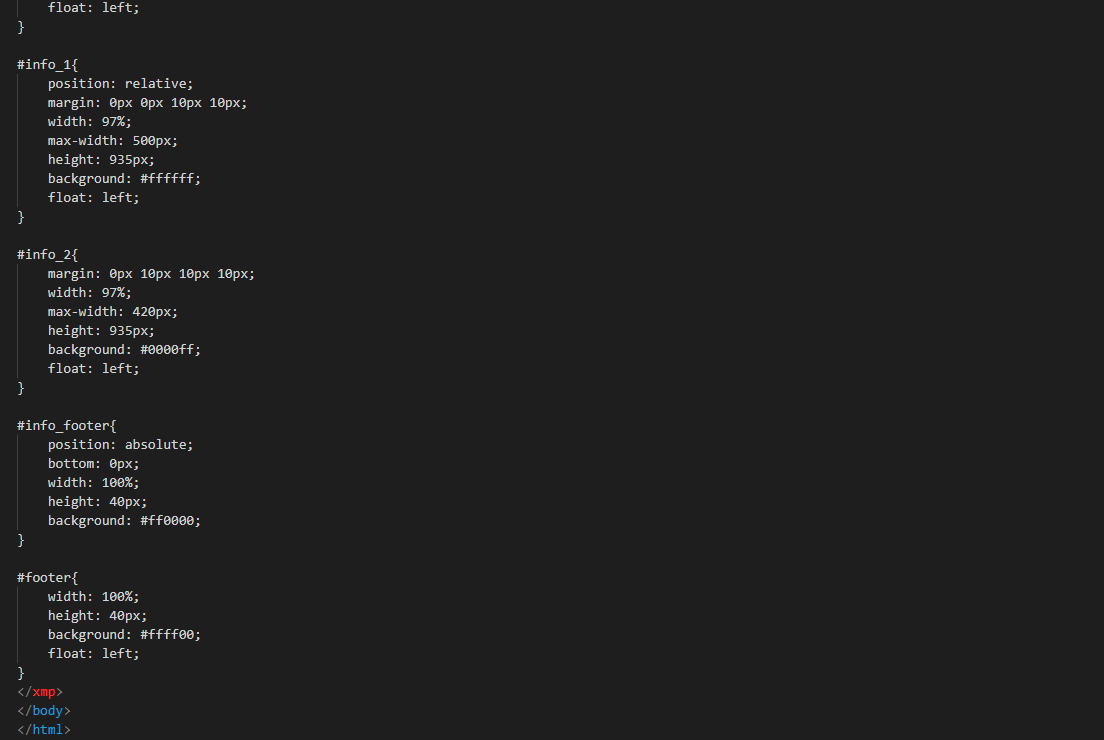 float: left;
}
#info_1{
position: relative;
margin: 0px 0px 10px 10px;
width: 97%;
max-width: 500px;
height: 935px;
background: #ffffff;
float: left;
}
#info_2{
margin: 0px 10px 10px 10px;
width: 97%;
max-width: 420px;
height: 935px;
background: #0000ff;
float: left;
}
#info_footer{
position: absolute;
bottom: 0px;
width: 100%;
height: 40px;
background: #ff0000;
}
#footer{
width: 100%;
height: 40px;
background: #ffff00;
float: left;
}
</xmp>
</body>
</html>